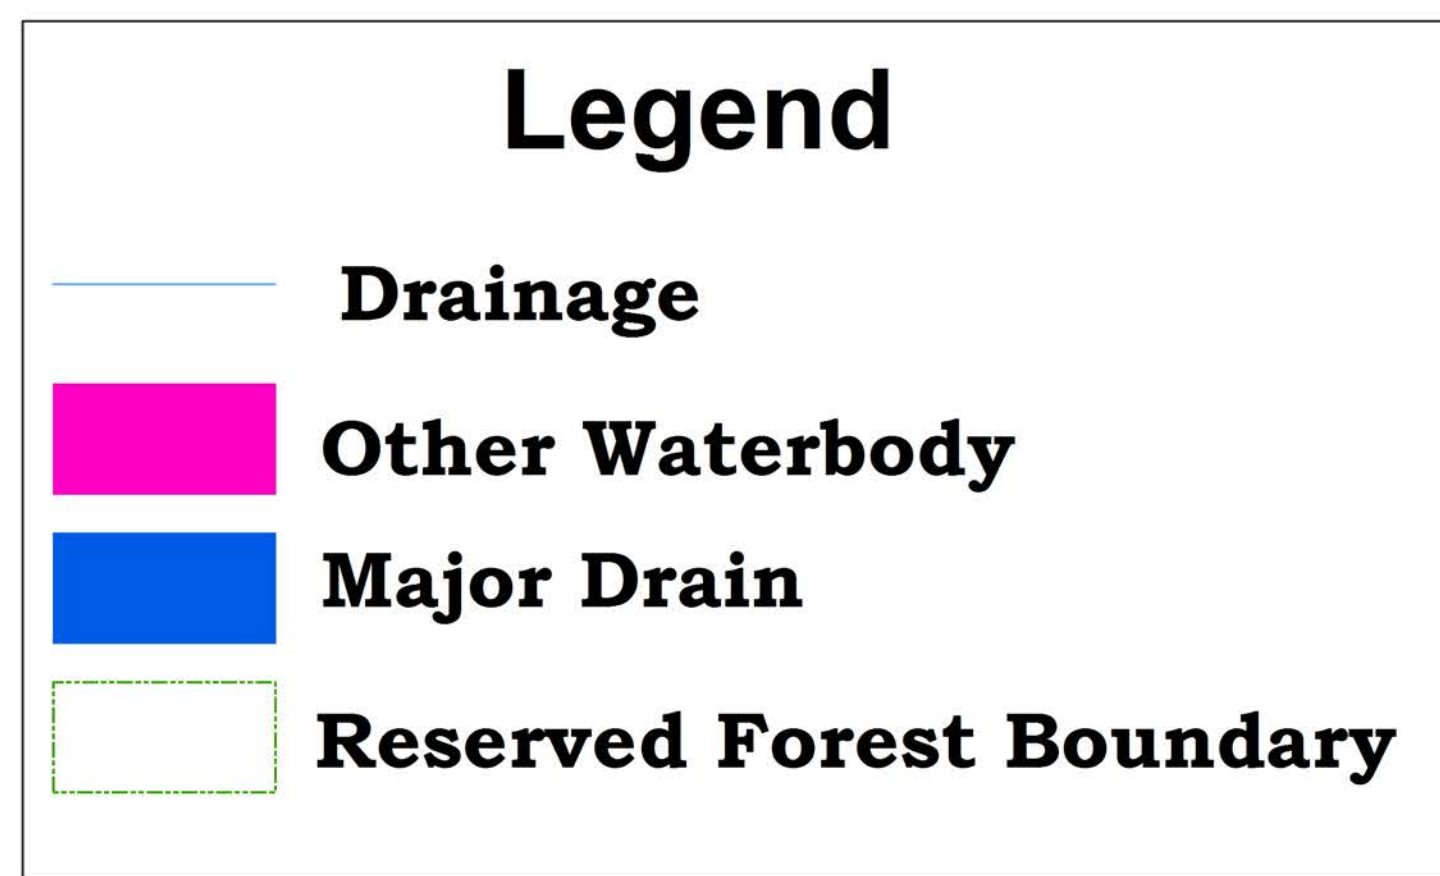 Legend
Drainage
Other Waterbody
Major Drain
Reserved Forest Boundary